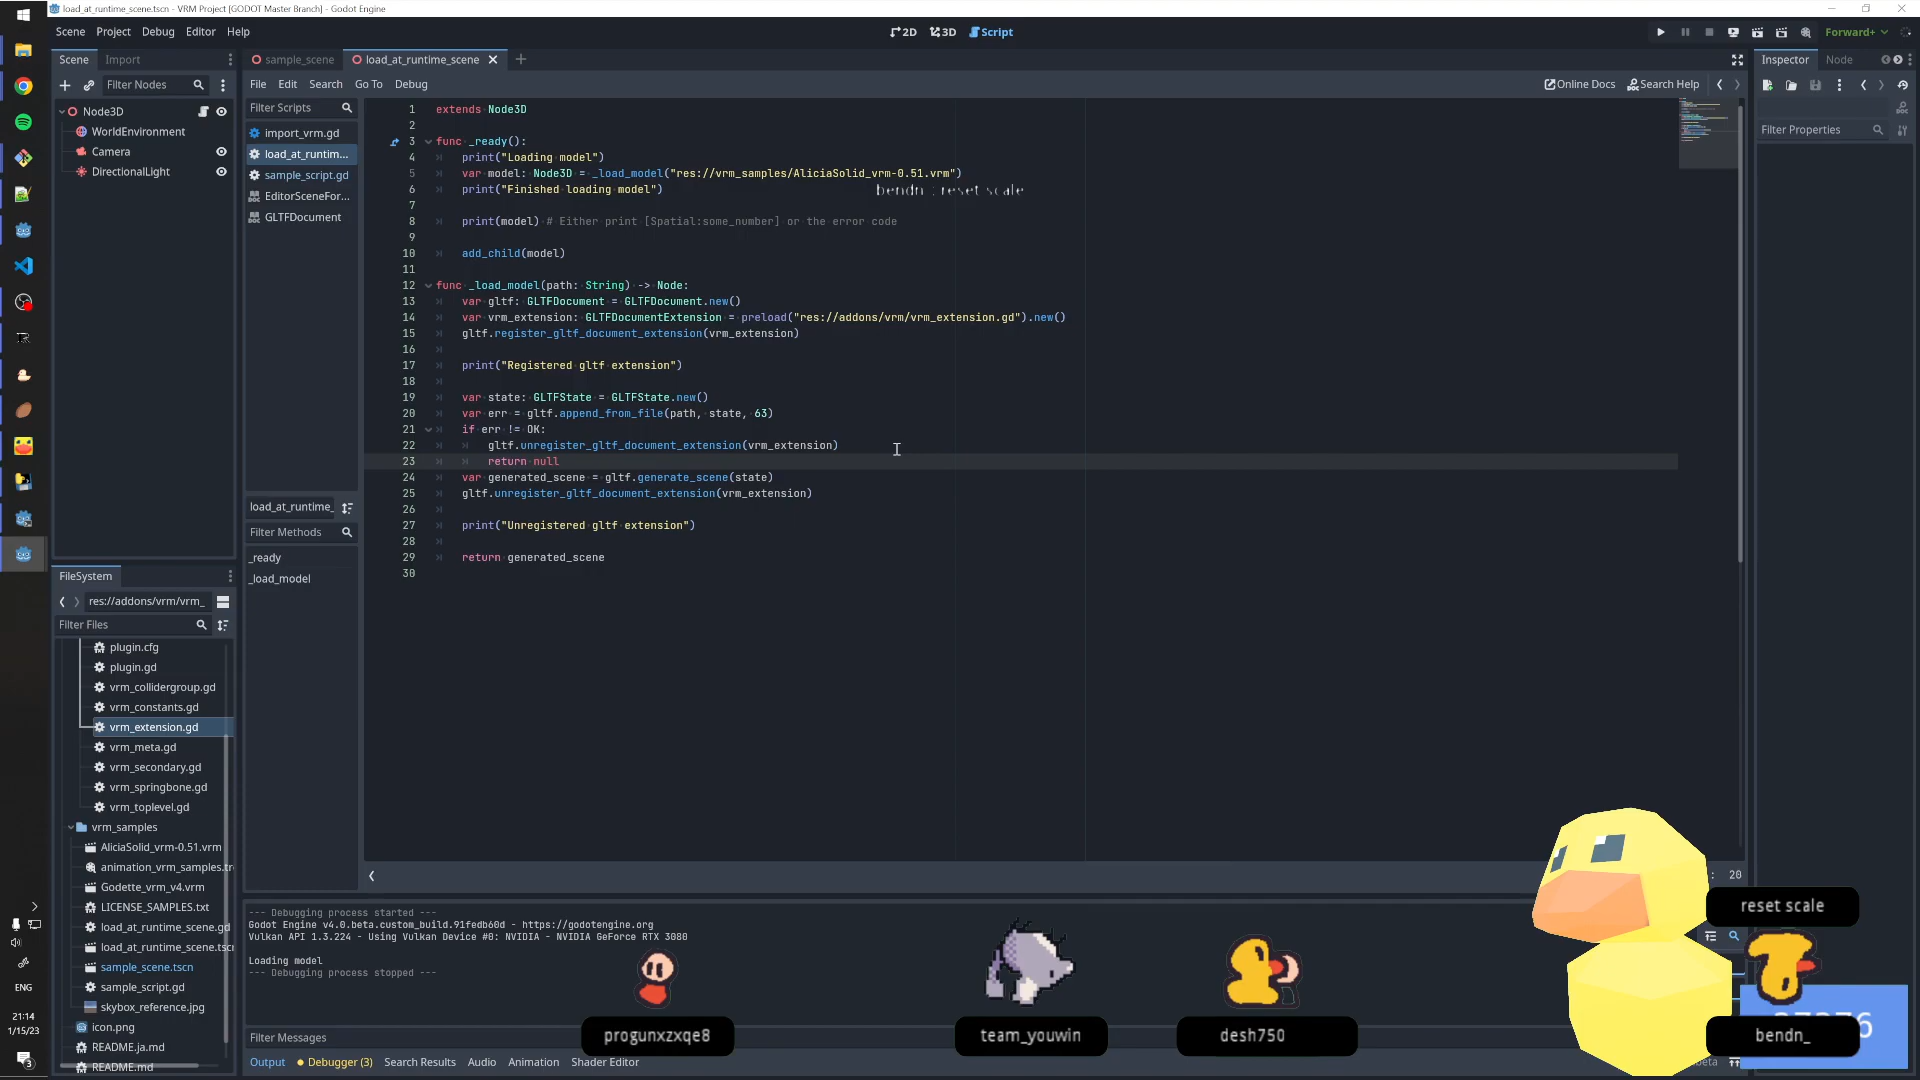 load_at_runtime_scene.tscn - VRM Project [GODOT Master Branch] - Godot Engine
Scene Project Debug Editor Help
2D 3D Script
Forward+
Scene Import
Filter Nodes
Node3D
WorldEnvironment
Camera
DirectionalLight
sample_scene load_at_runtime_scene
File Edit Search Go To Debug
Online Docs Search Help
Filter Scripts
import_vrm.gd
load_at_runtim...
sample_script.gd
EditorSceneFor...
GLTFDocument
load_at_runtime_
Filter Methods
_ready
_load_model
1 extends Node3D
2
3 func _ready():
4 print("Loading model")
5 var model: Node3D = _load_model("res://vrm_samples/AliciaSolid_vrm-0.51.vrm")
6 print("Finished loading model")
bendn_: reset scale
7
8 print(model) # Either print [Spatial:some_number] or the error code
9
10 add_child(model)
11
12 func _load_model(path: String) -> Node:
13 var gltf: GLTFDocument = GLTFDocument.new()
14 var vrm_extension: GLTFDocumentExtension = preload("res://addons/vrm/vrm_extension.gd").new()
15 gltf.register_gltf_document_extension(vrm_extension)
16
17 print("Registered gltf extension")
18
19 var state: GLTFState = GLTFState.new()
20 var err = gltf.append_from_file(path, state, 63)
21 if err != OK:
22 gltf.unregister_gltf_document_extension(vrm_extension)
23 return null
24 var generated_scene = gltf.generate_scene(state)
25 gltf.unregister_gltf_document_extension(vrm_extension)
26
27 print("Unregistered gltf extension")
28
29 return generated_scene
30
: 20
Inspector Node
Filter Properties
FileSystem
res://addons/vrm/vrm_
Filter Files
plugin.cfg
plugin.gd
vrm_collidergroup.gd
vrm_constants.gd
vrm_extension.gd
vrm_meta.gd
vrm_secondary.gd
vrm_springbone.gd
vrm_toplevel.gd
vrm_samples
AliciaSolid_vrm-0.51.vrm
animation_vrm_samples.tr
Godette_vrm_v4.vrm
LICENSE_SAMPLES.txt
load_at_runtime_scene.gd
load_at_runtime_scene.tscn
sample_scene.tscn
sample_script.gd
skybox_reference.jpg
icon.png
README.ja.md
README.md
--- Debugging process started ---
Godot Engine v4.0.beta.custom_build.91fedb60d - https://godotengine.org
Vulkan API 1.3.224 - Using Vulkan Device #0: NVIDIA - NVIDIA GeForce RTX 3080
Loading model
--- Debugging process stopped ---
Filter Messages
Output Debugger (3) Search Results Audio Animation Shader Editor
beta
progunxzxqe8
team_youwin
desh750
reset scale
bendn_
ENG
21:14
1/15/23
3